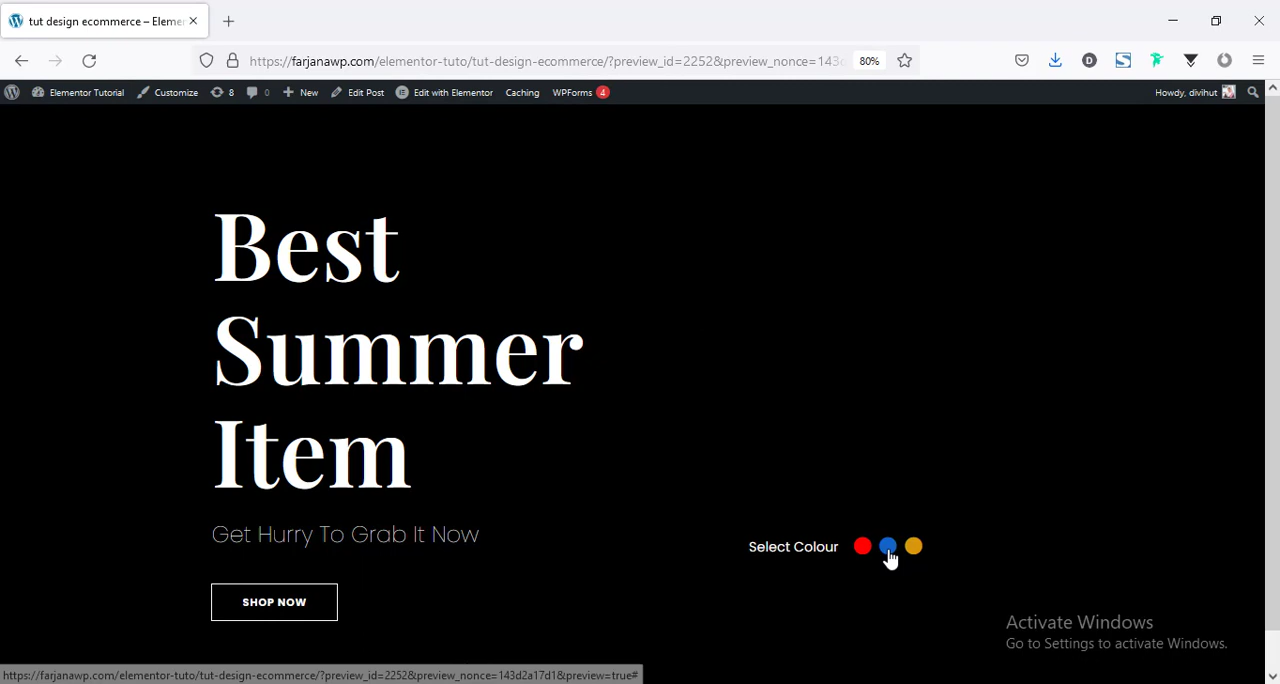 tut design ecommerce – Elemen
https://farjanawp.com/elementor-tuto/tut-design-ecommerce/?preview_id=2252&preview_nonce=143d
80%
Elementor Tutorial
Customize
8
0
New
Edit Post
Edit with Elementor
Caching
WPForms 4
Howdy, divihut
Best
Summer
Item
Get Hurry To Grab It Now
Select Colour
SHOP NOW
Activate Windows
Go to Settings to activate Windows.
https://farjanawp.com/elementor-tuto/tut-design-ecommerce/?preview_id=2252&preview_nonce=143d2a17d1&preview=true#